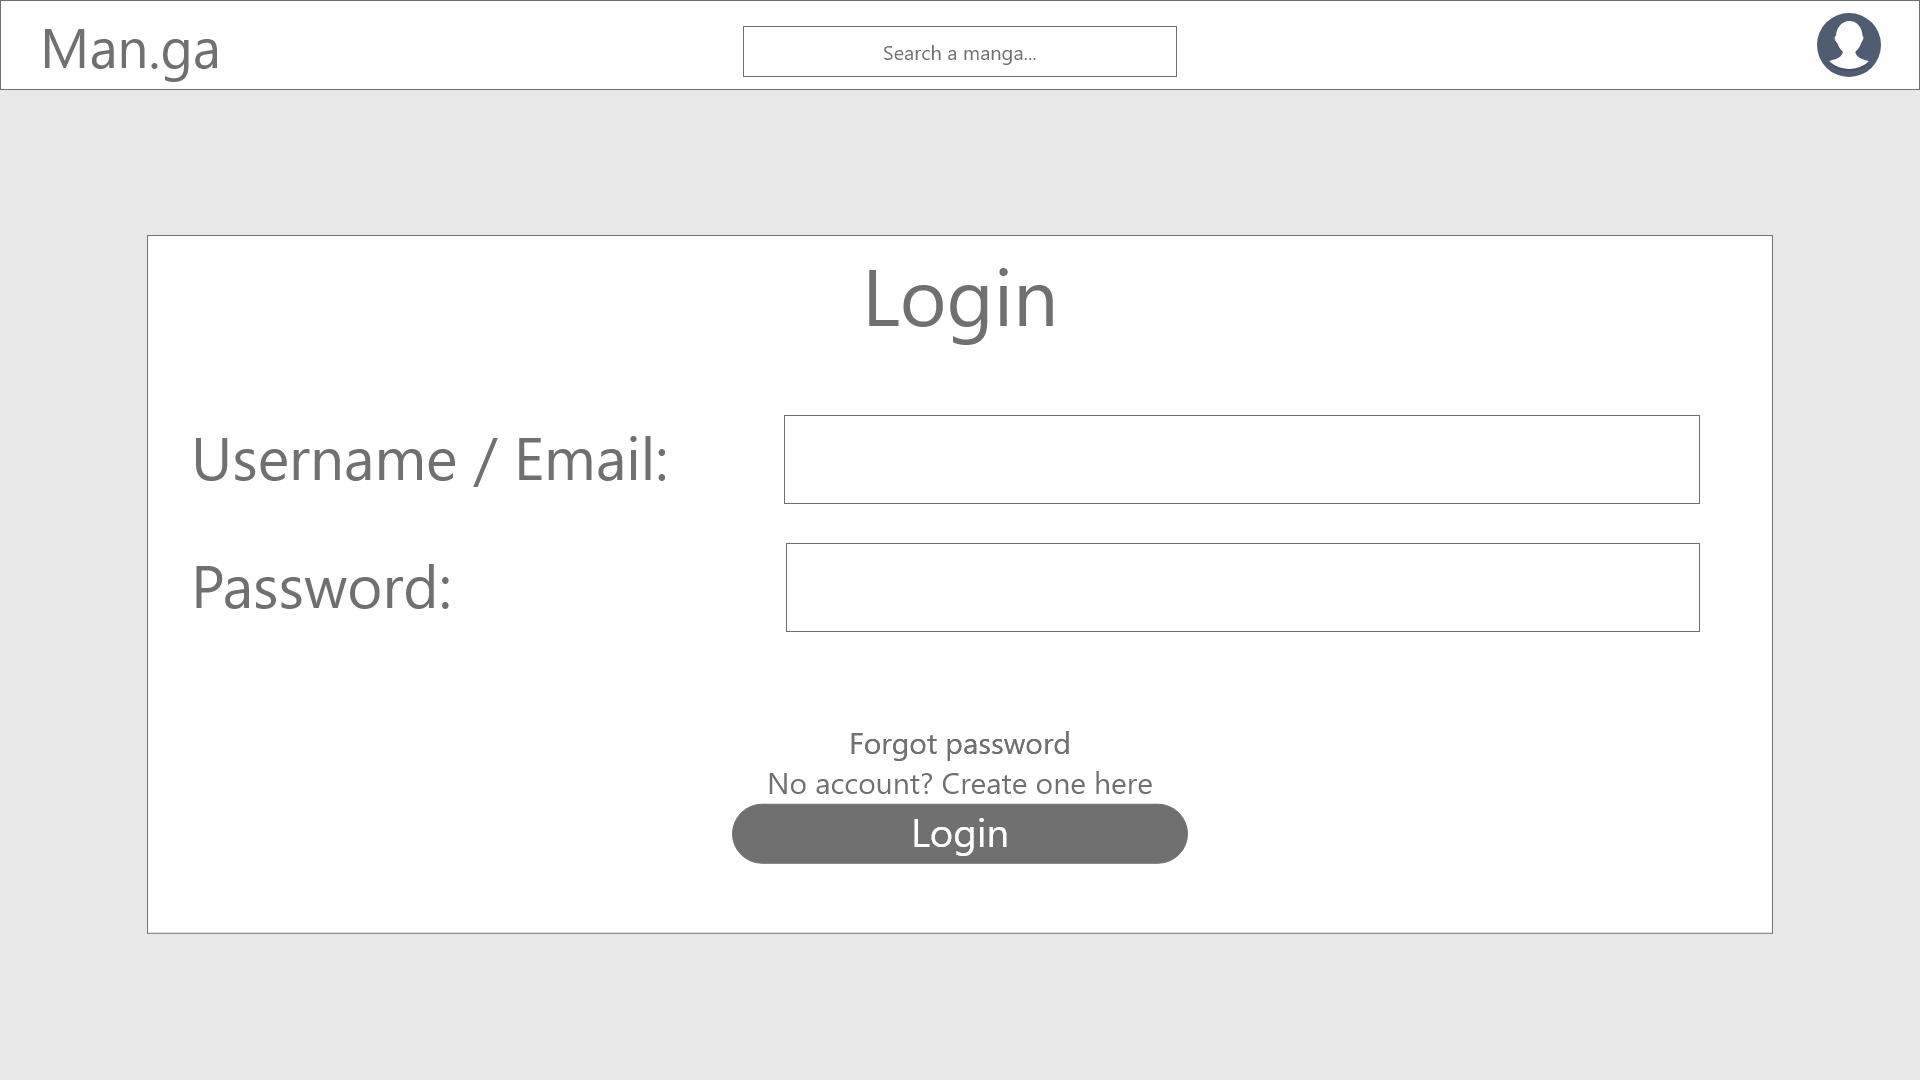 Man.ga
Search a manga...
Login
Username / Email:
Password:
Forgot password
No account? Create one here
Login